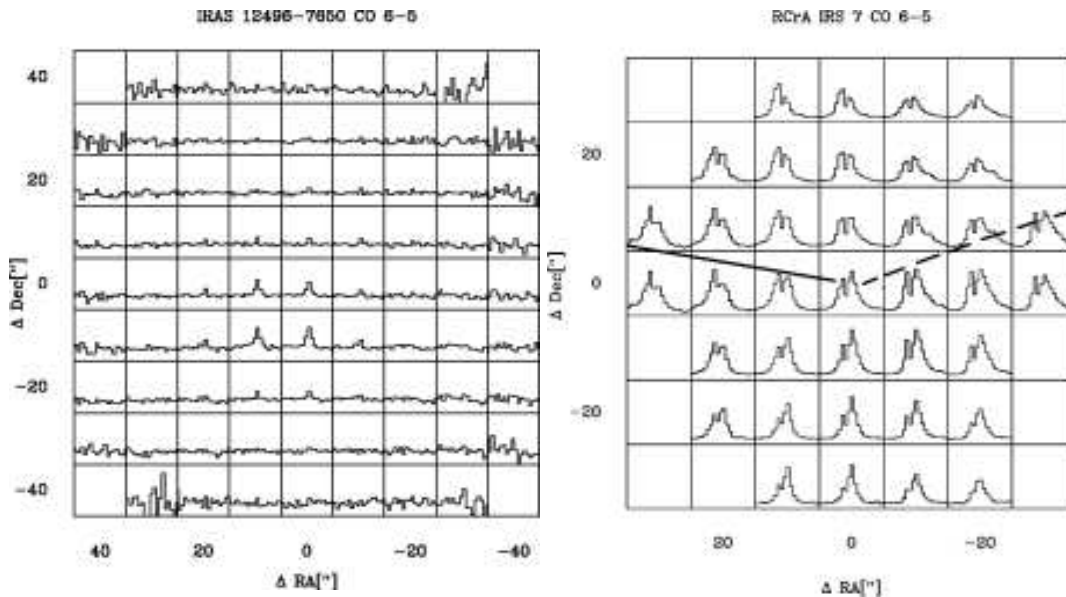 IRAS 12496-7650 CO 6-5
40
20
0
-20
-40
Δ Dec["]
40 20 0 -20 -40
Δ RA["]
RCrA IRS 7 CO 6-5
20
0
-20
Δ Dec["]
20 0 -20
Δ RA["]